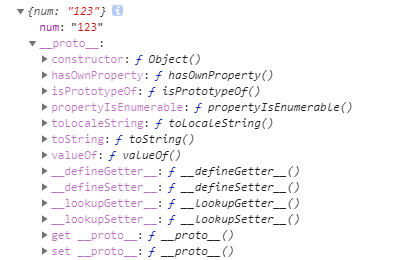 {num: "123"} i
num: "123"
__proto__:
constructor: ƒ Object()
hasOwnProperty: ƒ hasOwnProperty()
isPrototypeOf: ƒ isPrototypeOf()
propertyIsEnumerable: ƒ propertyIsEnumerable()
toLocaleString: ƒ toLocaleString()
toString: ƒ toString()
valueOf: ƒ valueOf()
__defineGetter__: ƒ __defineGetter__()
__defineSetter__: ƒ __defineSetter__()
__lookupGetter__: ƒ __lookupGetter__()
__lookupSetter__: ƒ __lookupSetter__()
get __proto__: ƒ __proto__()
set __proto__: ƒ __proto__()